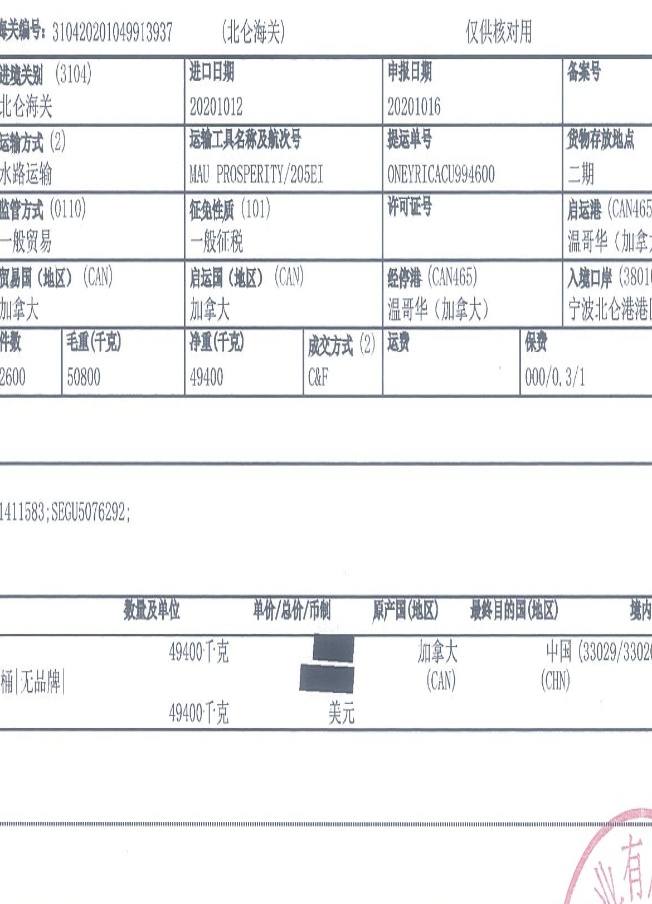 海关编号: 310420201049913937 (北仑海关) 仅供核对用
进境关别 (3104) 进口日期 申报日期 备案号
北仑海关 20201012 20201016
运输方式 (2) 运输工具名称及航次号 提运单号 货物存放地点
水路运输 MAU PROSPERITY/205EI ONEYRICACU994600 二期
监管方式 (0110) 征免性质 (101) 许可证号 启运港 (CAN465
一般贸易 一般征税 温哥华 (加拿大
贸易国 (地区) (CAN) 启运国 (地区) (CAN) 经停港 (CAN465) 入境口岸 (38010
加拿大 加拿大 温哥华 (加拿大) 宁波北仑港港
件数 毛重(千克) 净重(千克) 成交方式 (2) 运费 保费
2600 50800 49400 C&F 000/0.3/1
1411583;SEGU5076292;
数量及单位 单价/总价/币制 原产国(地区) 最终目的国(地区) 境内
49400千克 加拿大 中国 (33029/3302
桶|无品牌| (CAN) (CHN)
49400千克 美元
业有